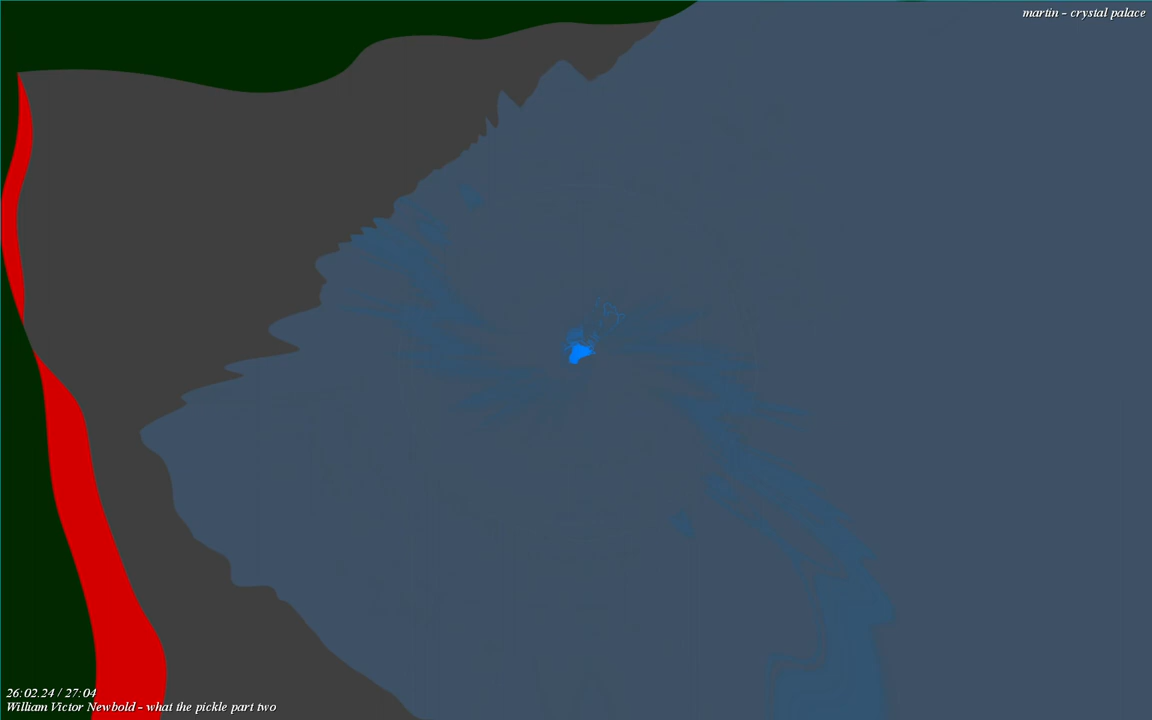 martin - crystal palace
26:02.24 / 27:04
William Victor Newbold - what the pickle part two